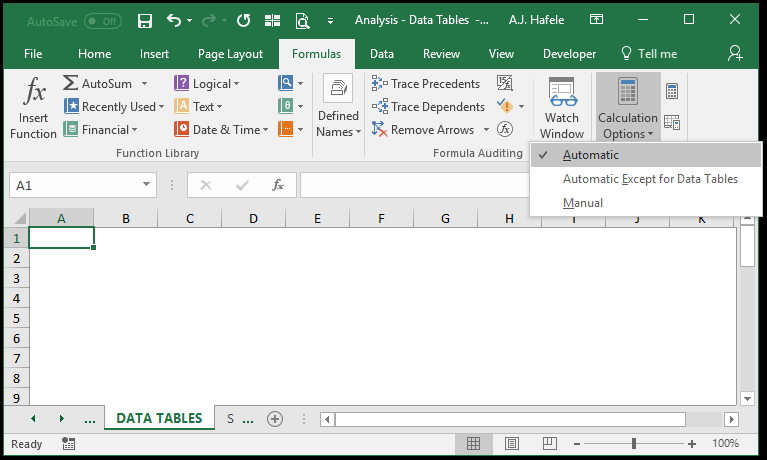 AutoSave Off Analysis - Data Tables -... A.J. Hafele
File Home Insert Page Layout Formulas Data Review View Developer Tell me
fx Insert Function
Σ AutoSum
Recently Used
Financial
Logical
A Text
Date & Time
θ
Function Library
Defined Names
Trace Precedents
Trace Dependents
Remove Arrows
fx
Formula Auditing
Watch Window
Calculation Options
Automatic
Automatic Except for Data Tables
Manual
A1 fx
A B C D E F G H I J K
1
2
3
4
5
6
7
8
9
... DATA TABLES S ...
Ready 100%